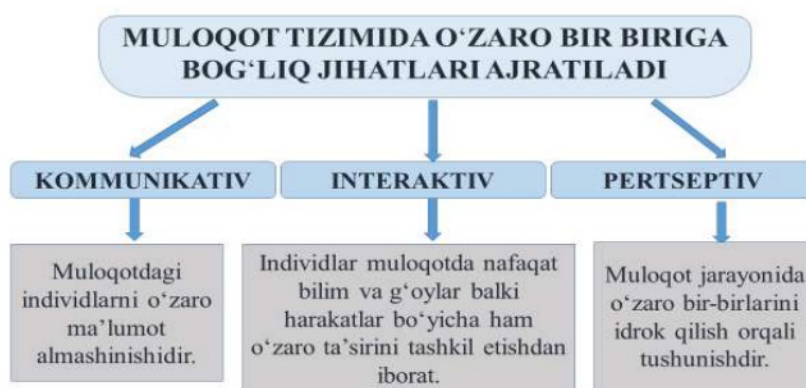 MULOQOT TIZIMIDA O‘ZARO BIR BIRIGA
BOG‘LIQ JIHATLARI AJRATILADI
KOMMUNIKATIV
INTERAKTIV
PERTSEPTIV
Muloqotdagi
individlarni o‘zaro
ma’lumot
almashinishidir.
Individlar muloqotda nafaqat
bilim va g‘oylar balki
harakatlar bo‘yicha ham
o‘zaro ta’sirini tashkil etishdan
iborat.
Muloqot jarayonida
o‘zaro bir-birlarini
idrok qilish orqali
tushunishdir.